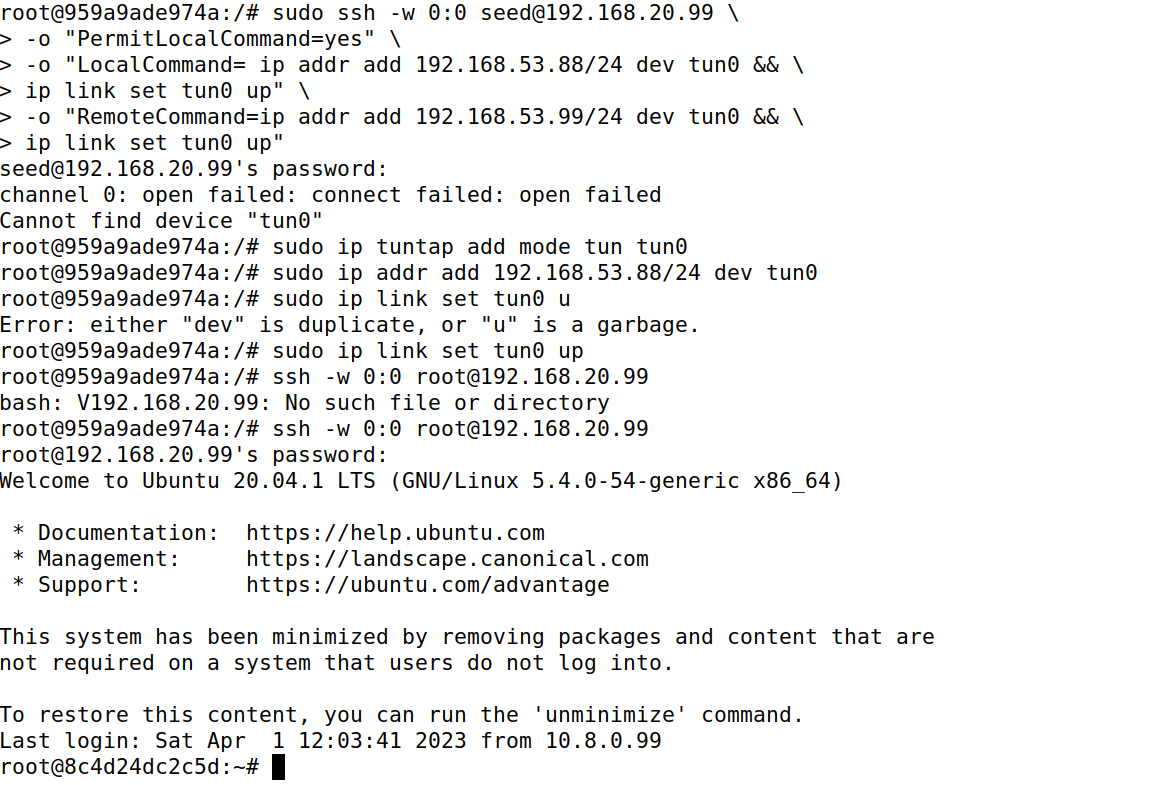 root@959a9ade974a:/# sudo ssh -w 0:0 seed@192.168.20.99 \
> -o "PermitLocalCommand=yes" \
> -o "LocalCommand= ip addr add 192.168.53.88/24 dev tun0 && \
> ip link set tun0 up" \
> -o "RemoteCommand=ip addr add 192.168.53.99/24 dev tun0 && \
> ip link set tun0 up"
seed@192.168.20.99's password:
channel 0: open failed: connect failed: open failed
Cannot find device "tun0"
root@959a9ade974a:/# sudo ip tuntap add mode tun tun0
root@959a9ade974a:/# sudo ip addr add 192.168.53.88/24 dev tun0
root@959a9ade974a:/# sudo ip link set tun0 u
Error: either "dev" is duplicate, or "u" is a garbage.
root@959a9ade974a:/# sudo ip link set tun0 up
root@959a9ade974a:/# ssh -w 0:0 root@192.168.20.99
bash: V192.168.20.99: No such file or directory
root@959a9ade974a:/# ssh -w 0:0 root@192.168.20.99
root@192.168.20.99's password:
Welcome to Ubuntu 20.04.1 LTS (GNU/Linux 5.4.0-54-generic x86_64)

 * Documentation:  https://help.ubuntu.com
 * Management:     https://landscape.canonical.com
 * Support:        https://ubuntu.com/advantage

This system has been minimized by removing packages and content that are
not required on a system that users do not log into.

To restore this content, you can run the 'unminimize' command.
Last login: Sat Apr  1 12:03:41 2023 from 10.8.0.99
root@8c4d24dc2c5d:~#